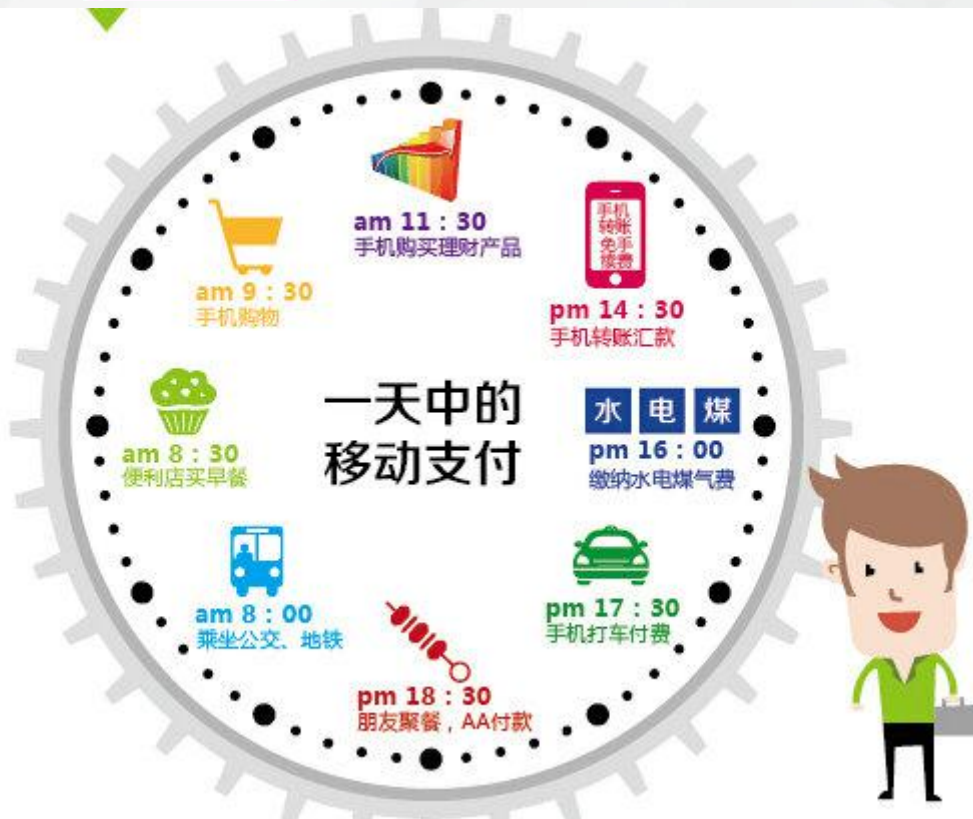 am 11：30
手机购买理财产品
手机
转账
免手
续费
pm 14：30
手机转账汇款
am 9：30
手机购物
一天中的
移动支付
水 电 煤
pm 16：00
缴纳水电煤气费
am 8：30
便利店买早餐
pm 17：30
手机打车付费
am 8：00
乘坐公交、地铁
pm 18：30
朋友聚餐，AA付款